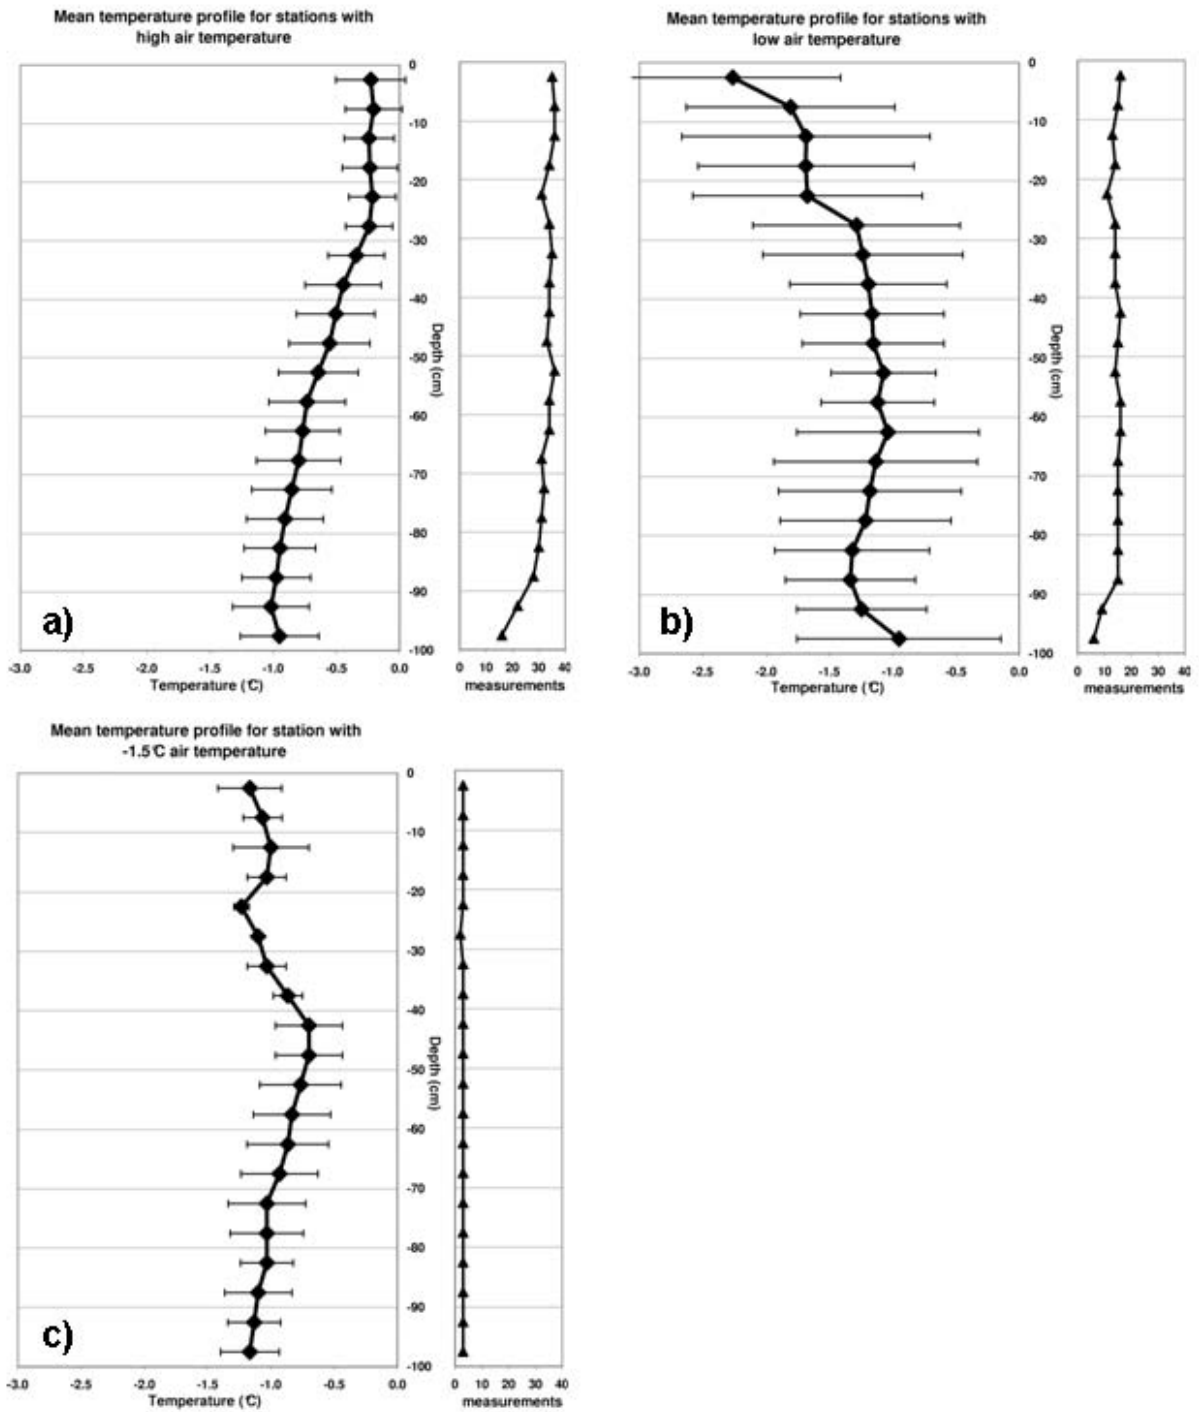 Mean temperature profile for stations with
high air temperature
0
-10
-20
-30
-40
-50
-60
-70
-80
-90
-100
Depth (cm)
a)
-3.0 -2.0 -1.5 -1.0 -0.5 0.0
Temperature (℃)
0 10 20 30 40
measurements
Mean temperature profile for stations with
low air temperature
0
-10
-20
-30
-40
-50
-60
-70
-80
-90
-100
Depth (cm)
b)
-3.0 -2.0 -1.5 -1.0 -0.5 0.0
Temperature (℃)
0 10 20 30 40
measurements
Mean temperature profile for station with
-1.5℃ air temperature
0
-10
-20
-30
-40
-50
-60
-70
-80
-90
-100
Depth (cm)
c)
-3.0 -2.0 -1.5 -1.0 -0.5 0.0
Temperature (℃)
0 10 20 30 40
measurements